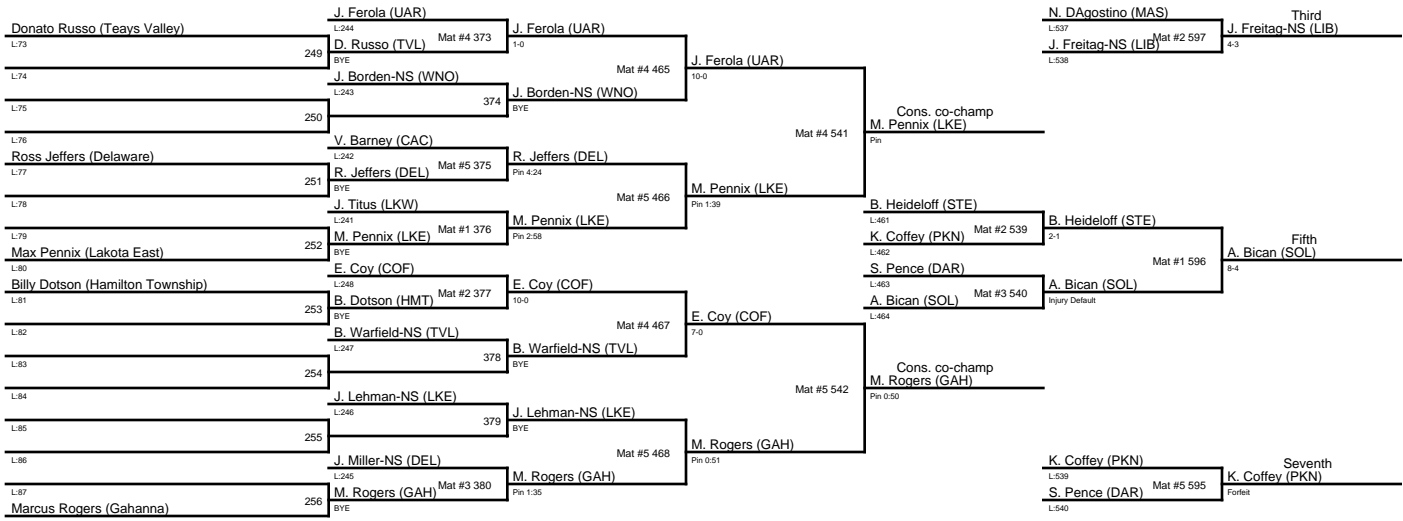 Donato Russo (Teays Valley)
L:73
249
L:74
L:75
250
L:76
Ross Jeffers (Delaware)
L:77
251
L:78
L:79
252
Max Pennix (Lakota East)
L:80
Billy Dotson (Hamilton Township)
L:81
253
L:82
L:83
254
L:84
L:85
255
L:86
L:87
256
Marcus Rogers (Gahanna)
J. Ferola (UAR)
L:244
Mat #4 373
D. Russo (TVL)
BYE
J. Borden-NS (WNO)
L:243
374
V. Barney (CAC)
L:242
Mat #5 375
R. Jeffers (DEL)
BYE
J. Titus (LKW)
L:241
Mat #1 376
M. Pennix (LKE)
BYE
E. Coy (COF)
L:248
Mat #2 377
B. Dotson (HMT)
BYE
B. Warfield-NS (TVL)
L:247
378
J. Lehman-NS (LKE)
L:246
379
J. Miller-NS (DEL)
L:245
Mat #3 380
M. Rogers (GAH)
BYE
J. Ferola (UAR)
1-0
Mat #4 465
J. Borden-NS (WNO)
BYE
R. Jeffers (DEL)
Pin 4:24
Mat #5 466
M. Pennix (LKE)
Pin 2:58
E. Coy (COF)
10-0
Mat #4 467
B. Warfield-NS (TVL)
BYE
J. Lehman-NS (LKE)
BYE
Mat #5 468
M. Rogers (GAH)
Pin 1:35
J. Ferola (UAR)
10-0
Mat #4 541
M. Pennix (LKE)
Pin 1:39
E. Coy (COF)
7-0
Mat #5 542
M. Rogers (GAH)
Pin 0:51
Cons. co-champ
M. Pennix (LKE)
Pin
Cons. co-champ
M. Rogers (GAH)
Pin 0:50
B. Heideloff (STE)
L:461
Mat #2 539
K. Coffey (PKN)
L:462
S. Pence (DAR)
L:463
Mat #3 540
A. Bican (SOL)
L:464
B. Heideloff (STE)
2-1
Mat #1 596
A. Bican (SOL)
Injury Default
Fifth
A. Bican (SOL)
8-4
N. DAgostino (MAS)
L:537
Mat #2 597
J. Freitag-NS (LIB)
L:538
Third
J. Freitag-NS (LIB)
4-3
K. Coffey (PKN)
L:539
Mat #5 595
S. Pence (DAR)
L:540
Seventh
K. Coffey (PKN)
Forfeit